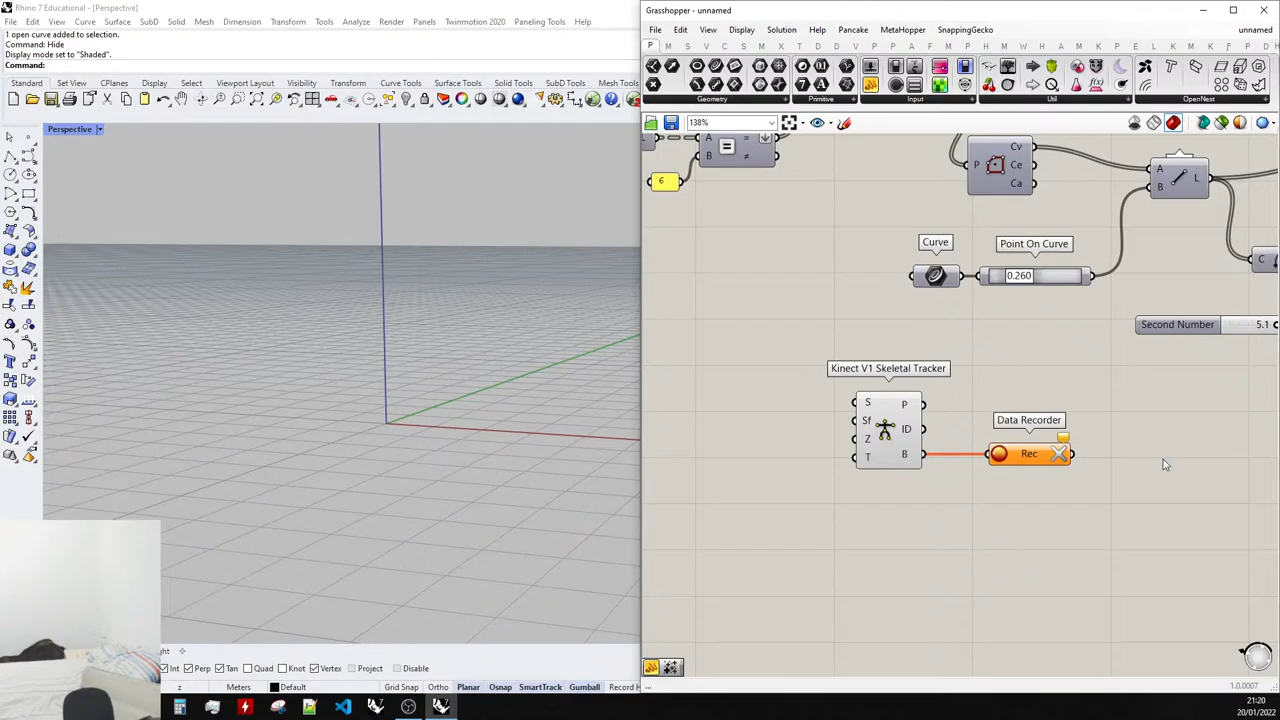 Rhino 7 Educational - [Perspective]
File Edit View Curve Surface SubD Solid Mesh Dimension Transform Tools Analyze Render Panels Twinmotion 2020 Paneling Tools Help
1 open curve added to selection.
Command: Hide
Display mode set to "Shaded".
Command:
Standard Set View CPlanes Display Select Viewport Layout Visibility Transform Curve Tools Surface Tools Solid Tools SubD Tools Mesh Tools
Perspective
Int Perp Tan Quad Knot Vertex Project Disable
z Meters Default Grid Snap Ortho Planar Osnap SmartTrack Gumball Record H
Grasshopper - unnamed
File Edit View Display Solution Help Pancake MetaHopper SnappingGecko unnamed
Geometry Primitive Input Util OpenNest
138%
A =
B ≠
6
P Cv
Ce
Ca
A
B
L
Curve
Point On Curve
0.260
C
Second Number 5.1
Kinect V1 Skeletal Tracker
S P
Sf ID
Z
T B
Data Recorder
Rec
...
1.0.0007
21:20
20/01/2022